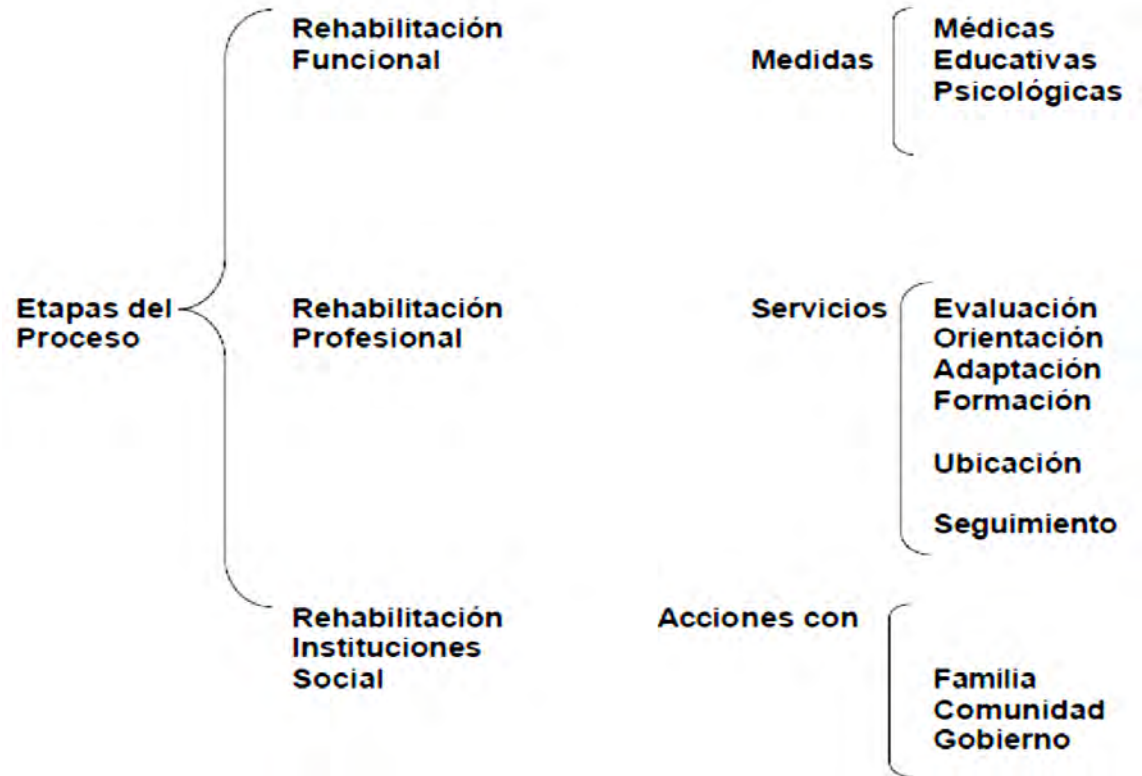 Rehabilitación
Funcional
Medidas
Médicas
Educativas
Psicológicas
Etapas del
Proceso
Rehabilitación
Profesional
Servicios
Evaluación
Orientación
Adaptación
Formación
Ubicación
Seguimiento
Rehabilitación
Instituciones
Social
Acciones con
Familia
Comunidad
Gobierno